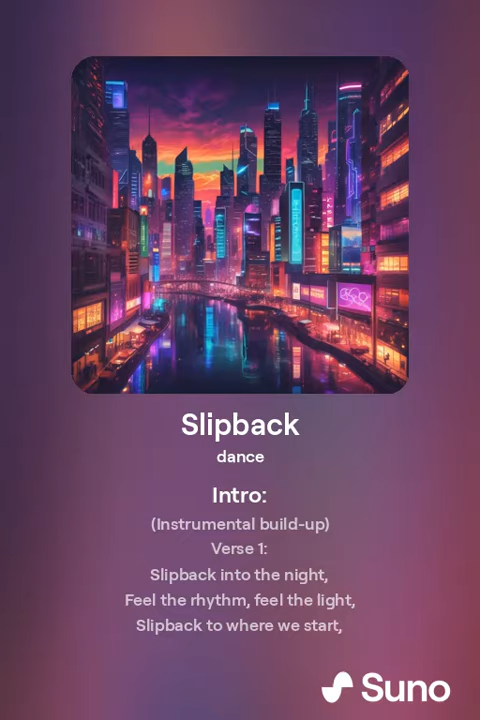 Slipback
dance
Intro:
(Instrumental build-up)
Verse 1:
Slipback into the night,
Feel the rhythm, feel the light,
Slipback to where we start,
Suno